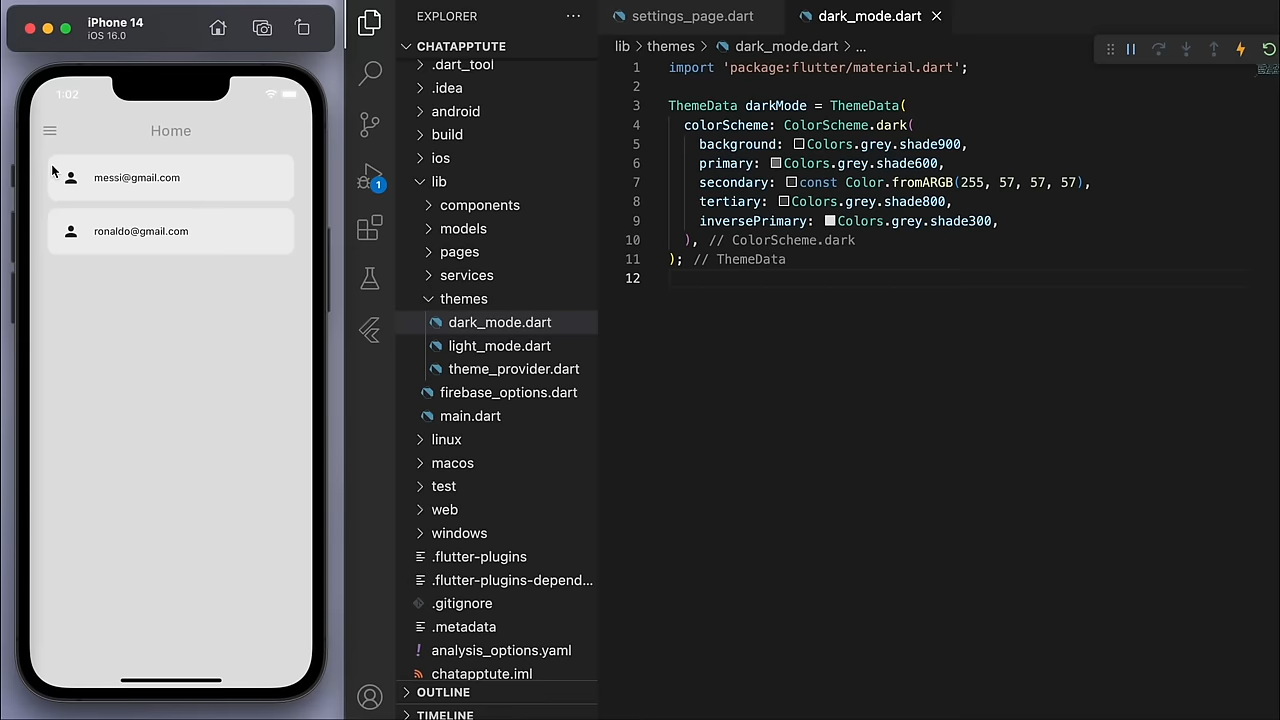 iPhone 14
iOS 16.0
1:02
Home
messi@gmail.com
ronaldo@gmail.com
EXPLORER
CHATAPPTUTE
.dart_tool
.idea
android
build
ios
lib
components
models
pages
services
themes
dark_mode.dart
light_mode.dart
theme_provider.dart
firebase_options.dart
main.dart
linux
macos
test
web
windows
.flutter-plugins
.flutter-plugins-depend...
.gitignore
.metadata
analysis_options.yaml
chatapptute.iml
OUTLINE
TIMELINE
1
settings_page.dart
dark_mode.dart
lib > themes > dark_mode.dart > ...
1 import 'package:flutter/material.dart';
2
3 ThemeData darkMode = ThemeData(
4 colorScheme: ColorScheme.dark(
5 background: Colors.grey.shade900,
6 primary: Colors.grey.shade600,
7 secondary: const Color.fromARGB(255, 57, 57, 57),
8 tertiary: Colors.grey.shade800,
9 inversePrimary: Colors.grey.shade300,
10 ), // ColorScheme.dark
11 ); // ThemeData
12